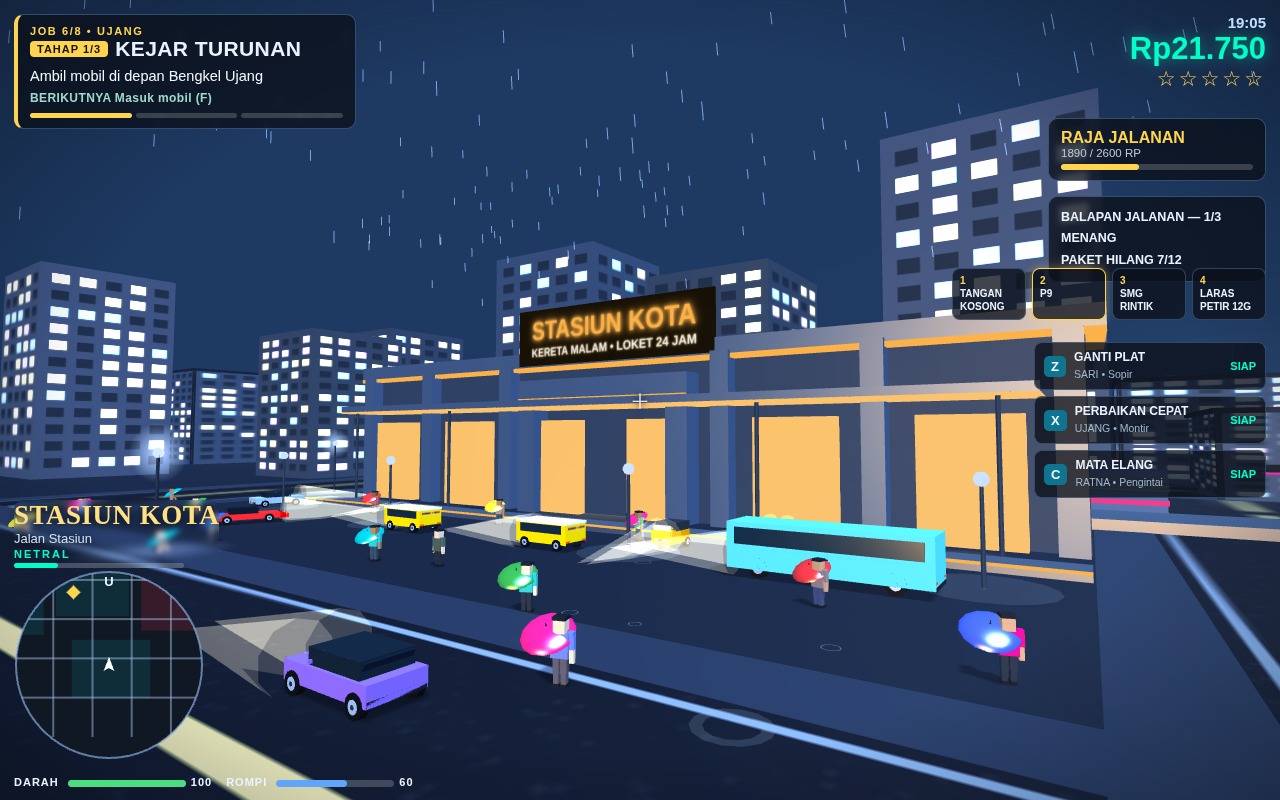 JOB 6/8 • UJANG
TAHAP 1/3 KEJAR TURUNAN
Ambil mobil di depan Bengkel Ujang
BERIKUTNYA Masuk mobil (F)
19:05
Rp21.750
RAJA JALANAN
1890 / 2600 RP
BALAPAN JALANAN — 1/3
MENANG
PAKET HILANG 7/12
1
TANGAN
KOSONG
2
P9
3
SMG
RINTIK
4
LARAS
PETIR 12G
Z
GANTI PLAT
SARI • Sopir
SIAP
X
PERBAIKAN CEPAT
UJANG • Montir
SIAP
C
MATA ELANG
RATNA • Pengintai
SIAP
STASIUN KOTA
KERETA MALAM • LOKET 24 JAM
STASIUN KOTA
Jalan Stasiun
NETRAL
U
DARAH 100 ROMPI 60